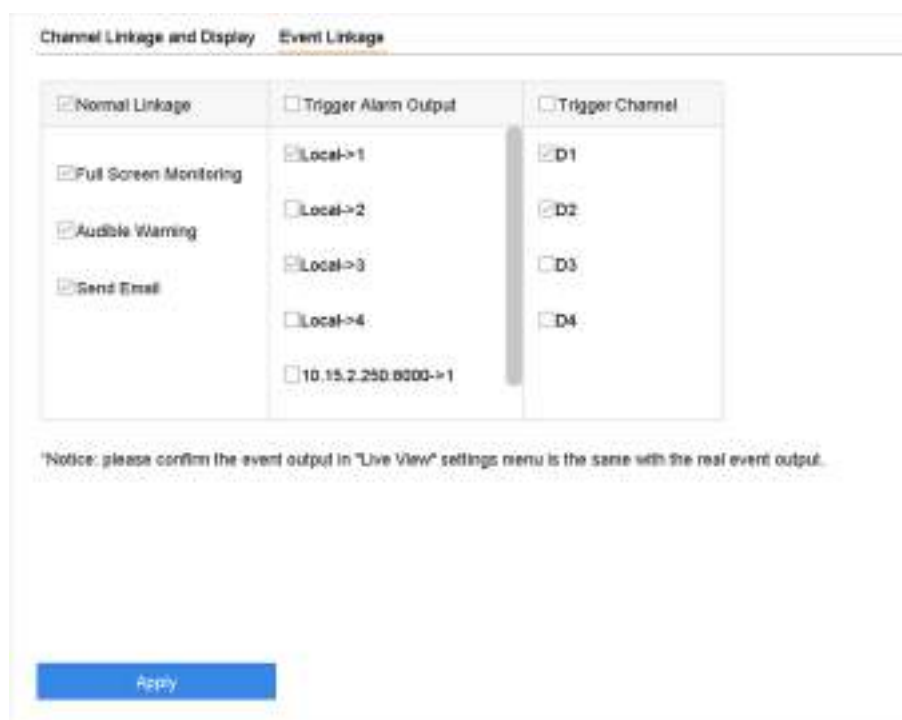 Channel Linkage and Display Event Linkage
Normal Linkage Trigger Alarm Output Trigger Channel
Full Screen Monitoring
Audible Warning
Send Email
Local->1
Local->2
Local->3
Local->4
10.15.2.250:8000->1
D1
D2
D3
D4
*Notice: please confirm the event output in "Live View" settings menu is the same with the real event output.
Apply